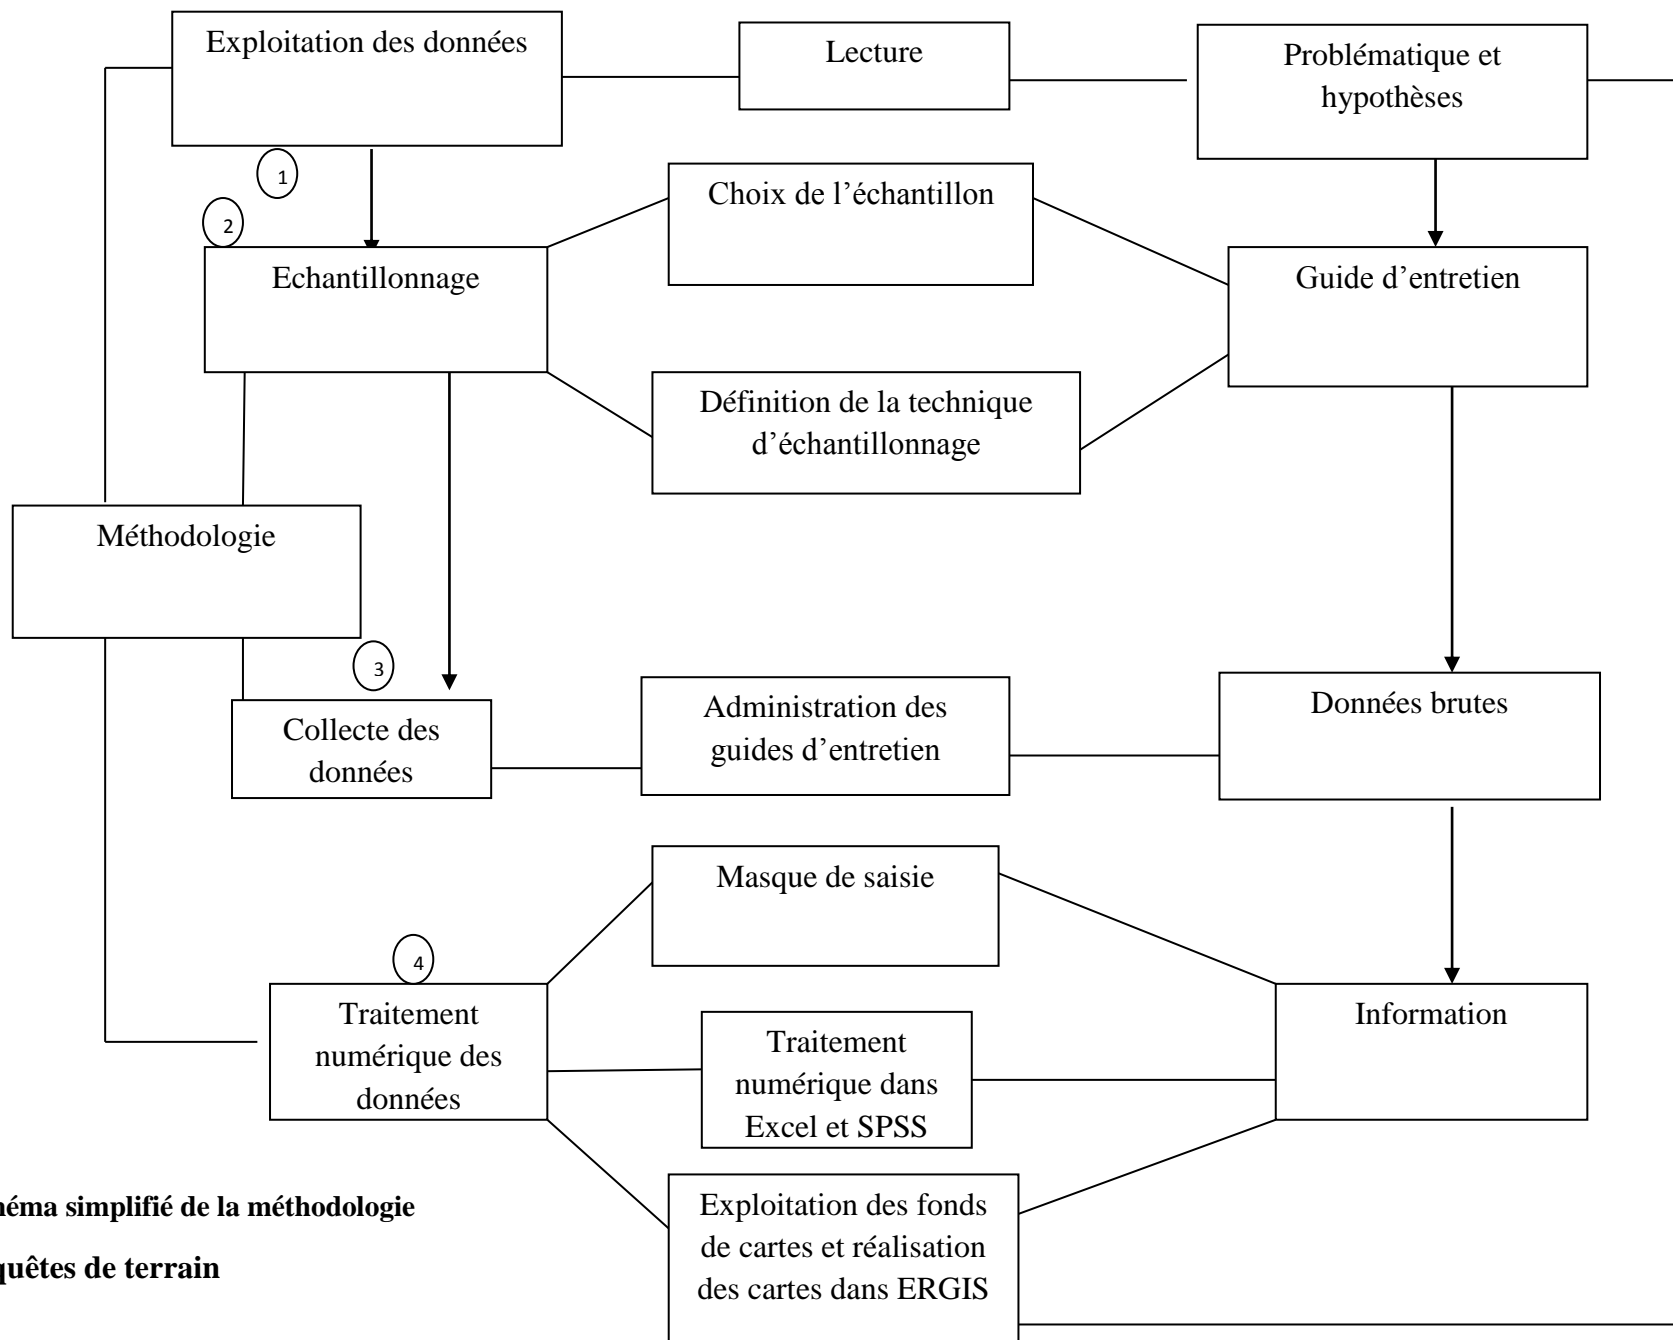 Exploitation des données
Lecture
Problématique et
hypothèses
1
2
Choix de l’échantillon
Echantillonnage
Guide d’entretien
Définition de la technique
d’échantillonnage
Méthodologie
3
Collecte des
données
Administration des
guides d’entretien
Données brutes
Masque de saisie
4
Traitement
numérique des
données
Traitement
numérique dans
Excel et SPSS
Information
Exploitation des fonds
de cartes et réalisation
des cartes dans ERGIS
simplifié de la méthodologie
de terrain